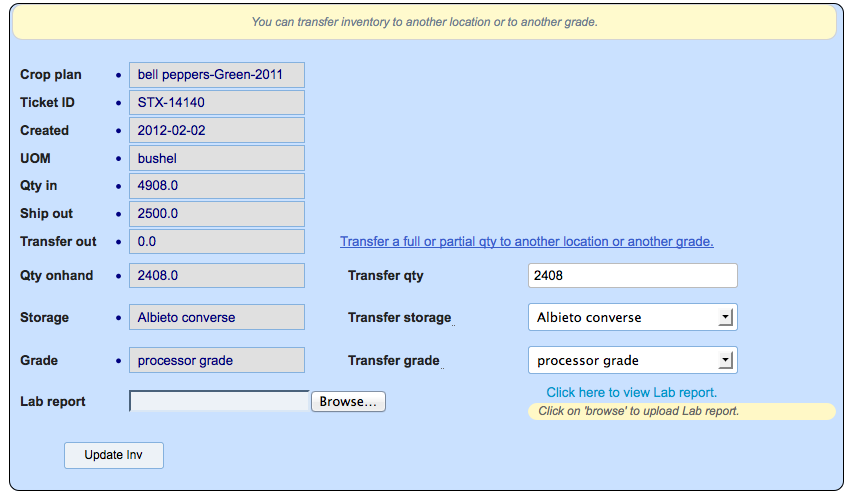 You can transfer inventory to another location or to another grade.
Crop plan • bell peppers-Green-2011
Ticket ID • STX-14140
Created • 2012-02-02
UOM • bushel
Qty in • 4908.0
Ship out • 2500.0
Transfer out • 0.0 Transfer a full or partial qty to another location or another grade.
Qty onhand • 2408.0 Transfer qty 2408
Storage • Albieto converse Transfer storage Albieto converse
Grade • processor grade Transfer grade processor grade
Lab report Browse... Click here to view Lab report.
Click on 'browse' to upload Lab report.
Update Inv